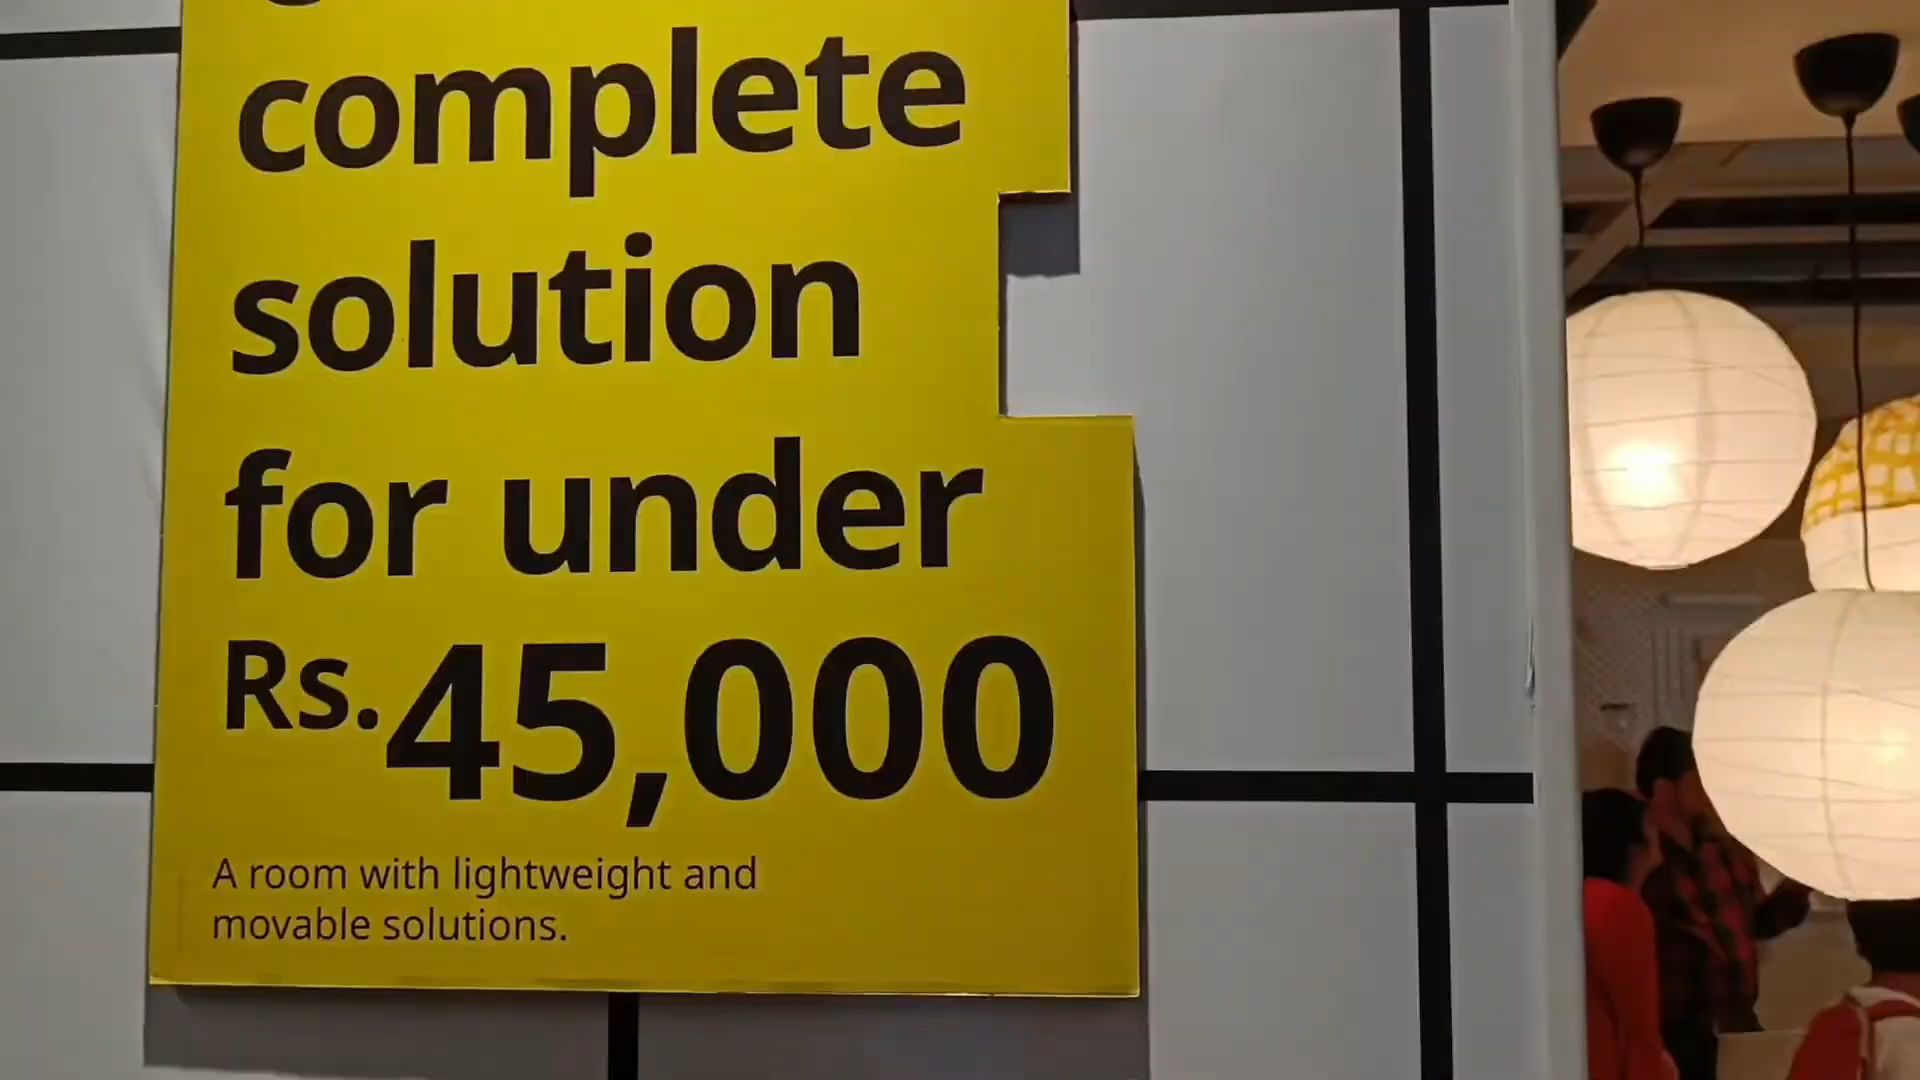 complete
solution
for under
Rs.45,000
A room with lightweight and
movable solutions.